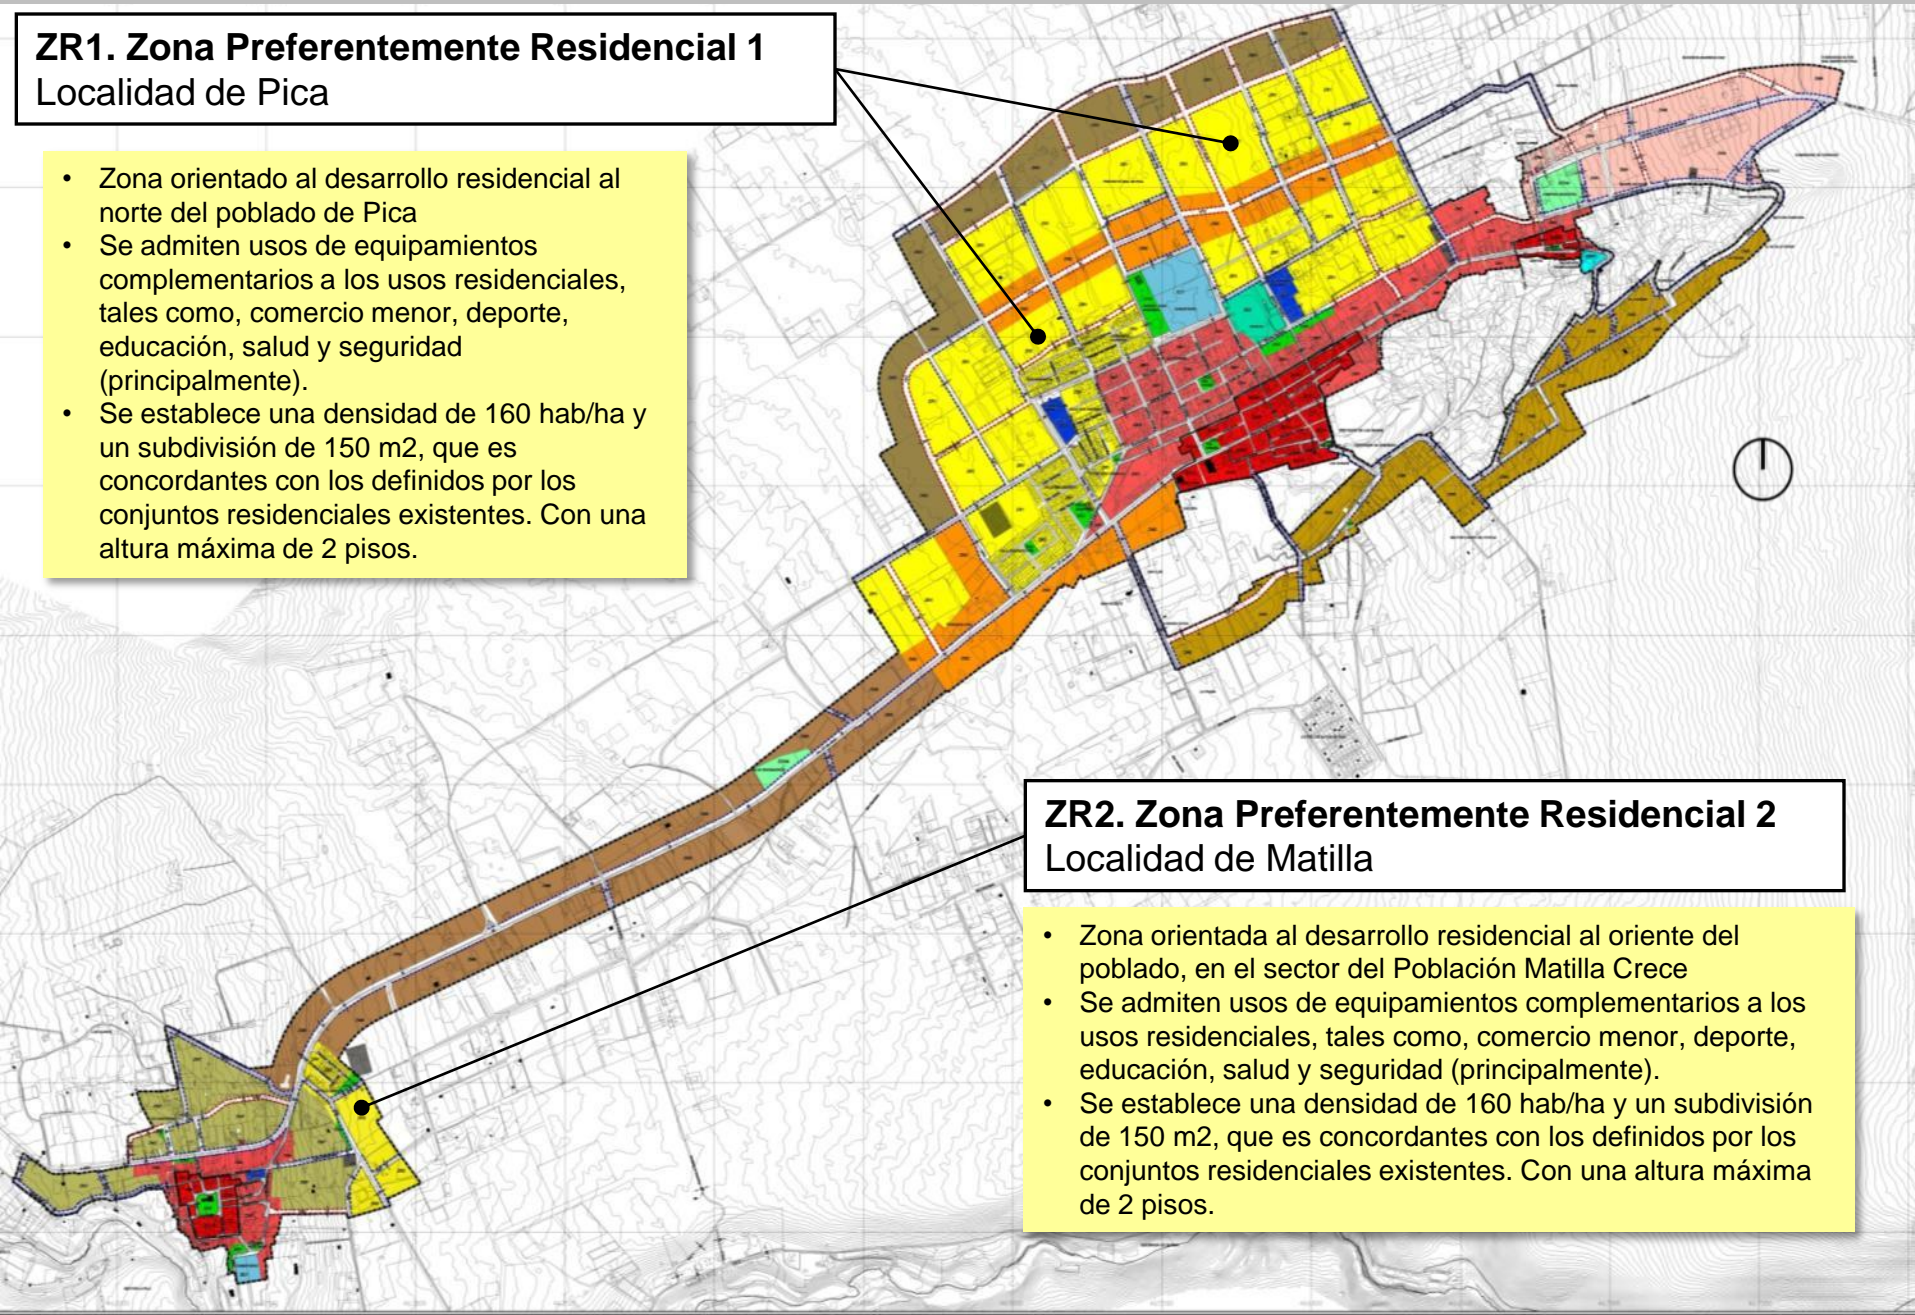 ZR1. Zona Preferentemente Residencial 1
Localidad de Pica
• Zona orientado al desarrollo residencial al
norte del poblado de Pica
• Se admiten usos de equipamientos
complementarios a los usos residenciales,
tales como, comercio menor, deporte,
educación, salud y seguridad
(principalmente).
• Se establece una densidad de 160 hab/ha y
un subdivisión de 150 m2, que es
concordantes con los definidos por los
conjuntos residenciales existentes. Con una
altura máxima de 2 pisos.
ZR2. Zona Preferentemente Residencial 2
Localidad de Matilla
• Zona orientada al desarrollo residencial al oriente del
poblado, en el sector del Población Matilla Crece
• Se admiten usos de equipamientos complementarios a los
usos residenciales, tales como, comercio menor, deporte,
educación, salud y seguridad (principalmente).
• Se establece una densidad de 160 hab/ha y un subdivisión
de 150 m2, que es concordantes con los definidos por los
conjuntos residenciales existentes. Con una altura máxima
de 2 pisos.